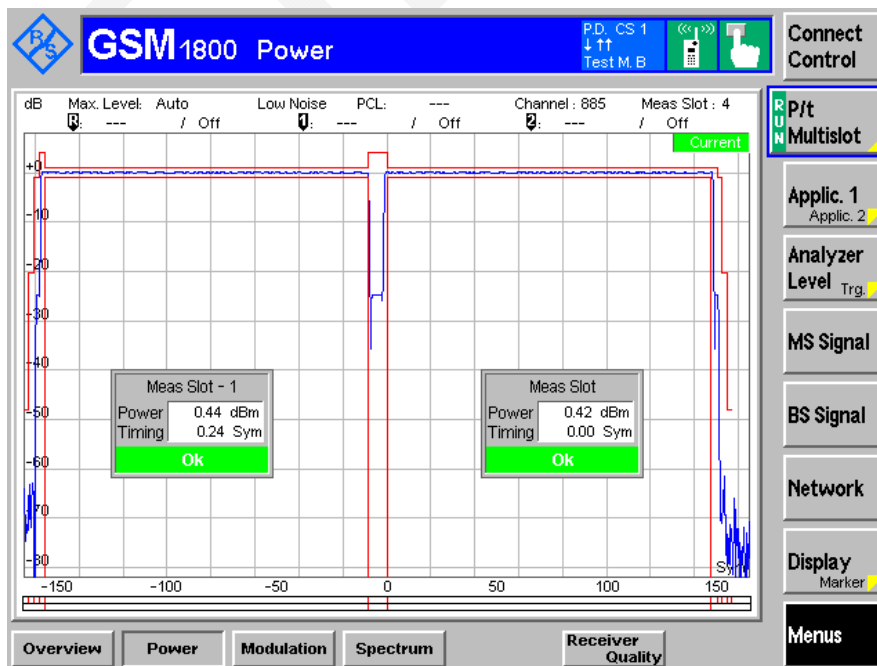 R&S
GSM1800 Power
P.D. CS 1
↓ ↑↑
Test M. B
Connect Control
dB Max. Level: Auto Low Noise PCL: --- Channel : 885 Meas Slot : 4
R: --- / Off 1: --- / Off 2: --- / Off
Current
+0
-10
-20
-30
-40
-50
-60
-70
-80
Meas Slot - 1
Power 0.44 dBm
Timing 0.24 Sym
Ok
Meas Slot
Power 0.42 dBm
Timing 0.00 Sym
Ok
-150 -100 -50 0 50 100 150
RUN
P/t Multislot
Applic. 1
Applic. 2
Analyzer Level Trg.
MS Signal
BS Signal
Network
Display
Marker
Menus
Overview Power Modulation Spectrum Receiver Quality